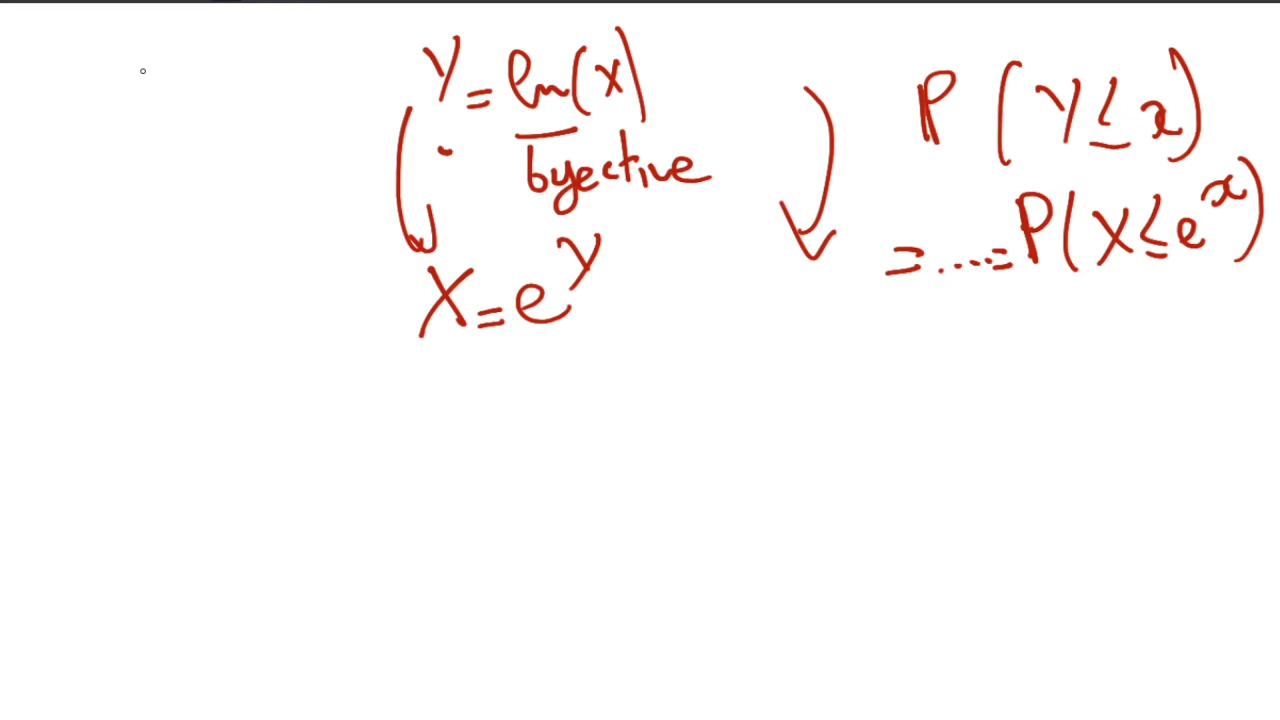 Y = ln(X)
byective
X = e^Y
P(Y ≤ x)
= .... = P(X ≤ e^x)